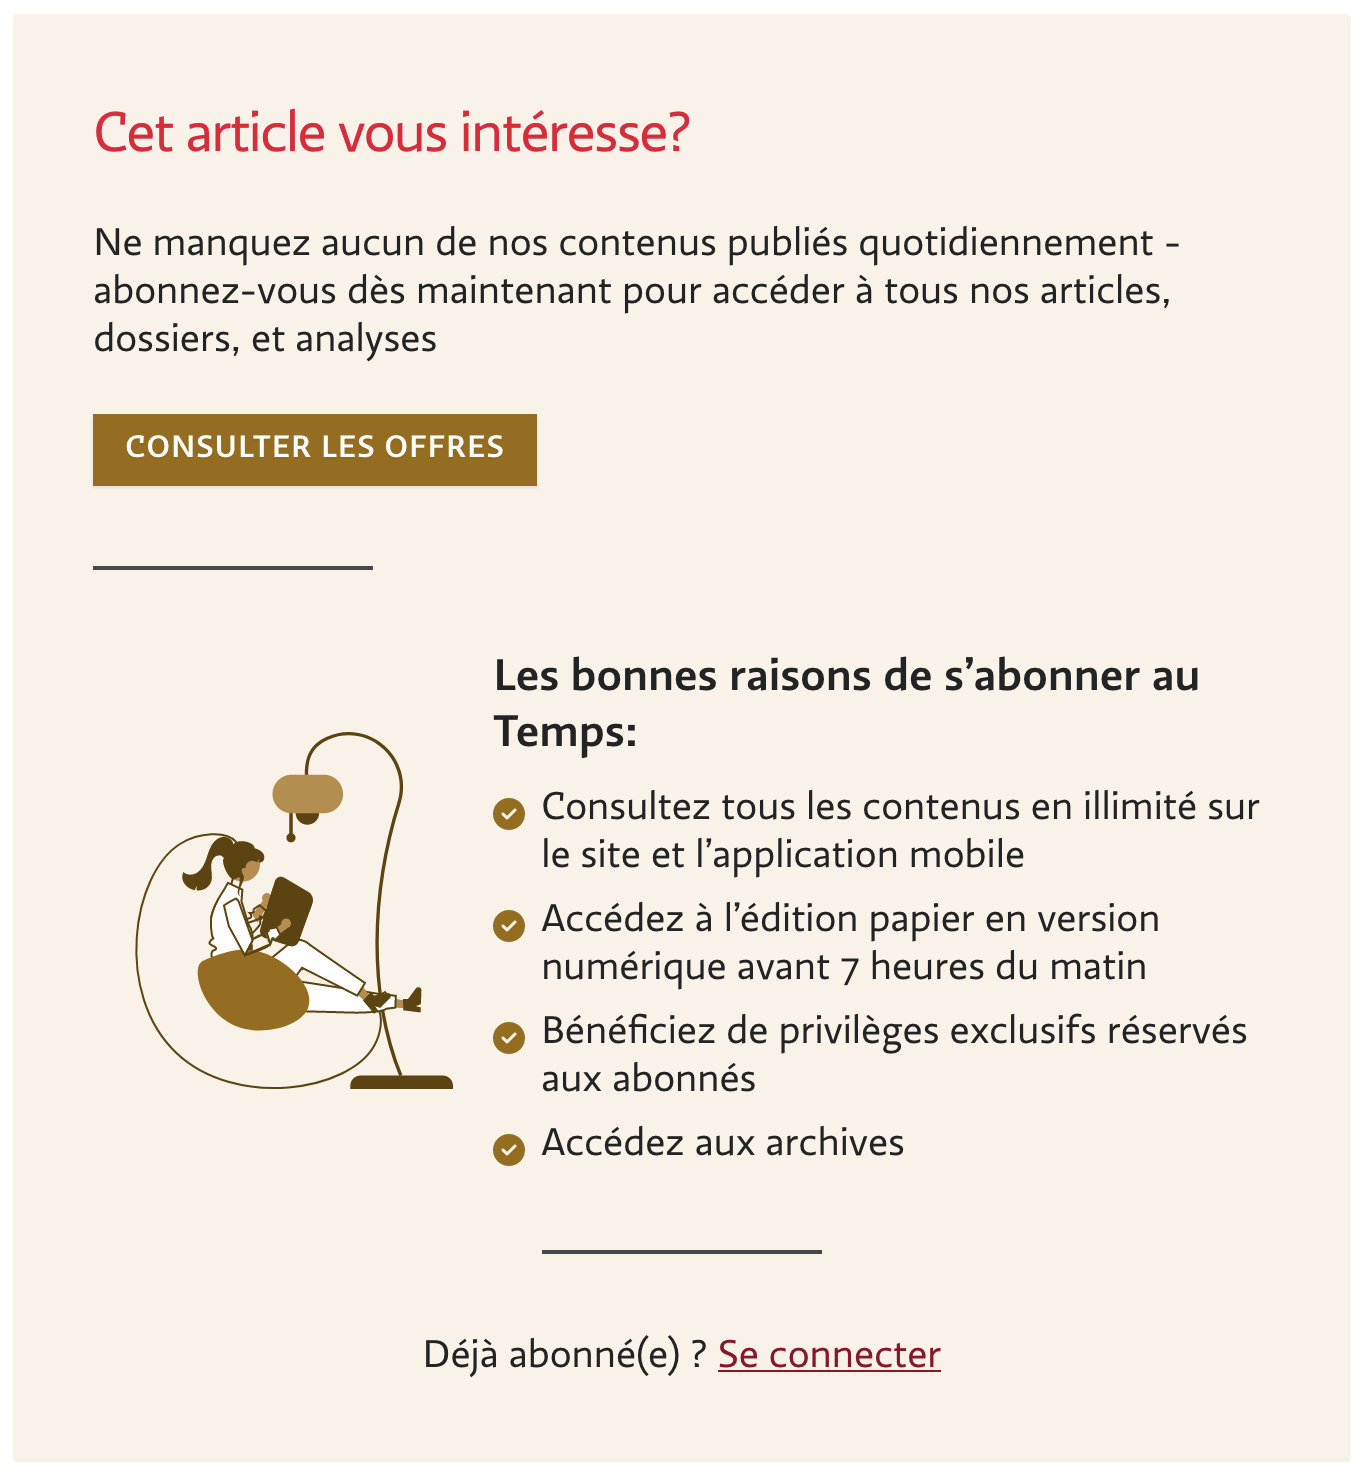 Cet article vous intéresse?
Ne manquez aucun de nos contenus publiés quotidiennement -
abonnez-vous dès maintenant pour accéder à tous nos articles,
dossiers, et analyses
CONSULTER LES OFFRES
Les bonnes raisons de s’abonner au
Temps:
Consultez tous les contenus en illimité sur
le site et l’application mobile
Accédez à l’édition papier en version
numérique avant 7 heures du matin
Bénéficiez de privilèges exclusifs réservés
aux abonnés
Accédez aux archives
Déjà abonné(e) ? Se connecter